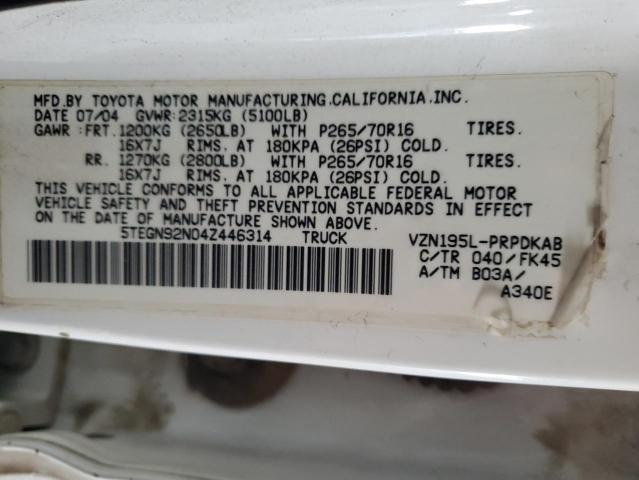 MFD.BY TOYOTA MOTOR MANUFACTURING,CALIFORNIA,INC.
DATE 07/04 GVWR:2315KG (5100LB)
GAWR :FRT.1200KG (2650LB) WITH P265/70R16 TIRES.
16X7J RIMS, AT 180KPA (26PSI) COLD.
RR. 1270KG (2800LB) WITH P265/70R16 TIRES.
16X7J RIMS, AT 180KPA (26PSI) COLD.
THIS VEHICLE CONFORMS TO ALL APPLICABLE FEDERAL MOTOR
VEHICLE SAFETY AND THEFT PREVENTION STANDARDS IN EFFECT
ON THE DATE OF MANUFACTURE SHOWN ABOVE.
5TEGN92N04Z446314 TRUCK VZN195L-PRPDKAB
C/TR 040/FK45
A/TM B03A/
A340E